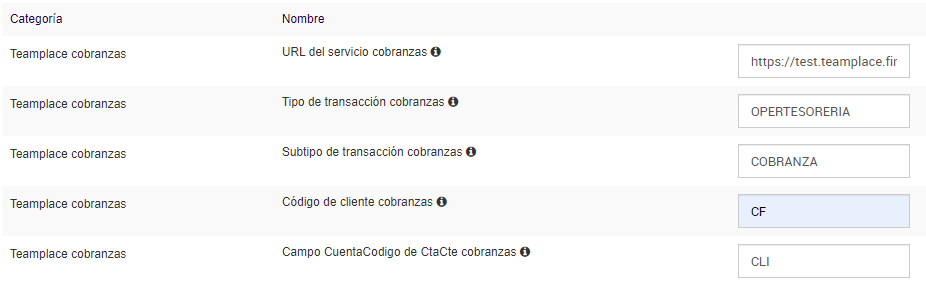 Categoría Nombre
Teamplace cobranzas URL del servicio cobranzas https://test.teamplace.fir
Teamplace cobranzas Tipo de transacción cobranzas OPERTESORERIA
Teamplace cobranzas Subtipo de transacción cobranzas COBRANZA
Teamplace cobranzas Código de cliente cobranzas CF
Teamplace cobranzas Campo CuentaCodigo de CtaCte cobranzas CLI